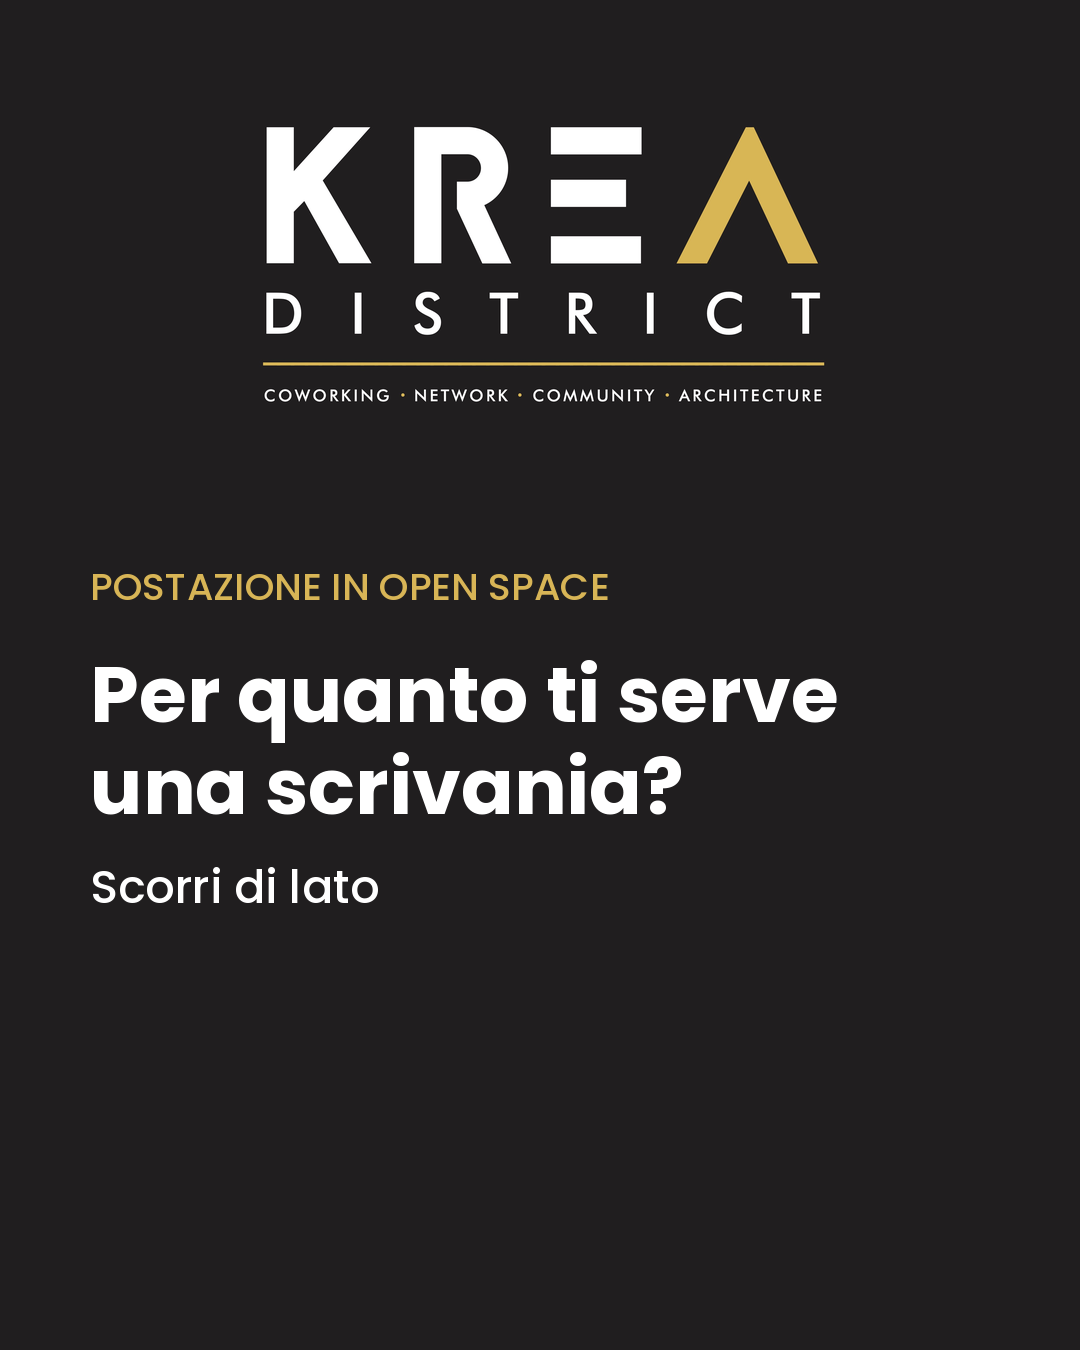 KREA
DISTRICT
COWORKING · NETWORK · COMMUNITY · ARCHITECTURE
POSTAZIONE IN OPEN SPACE
Per quanto ti serve
una scrivania?
Scorri di lato